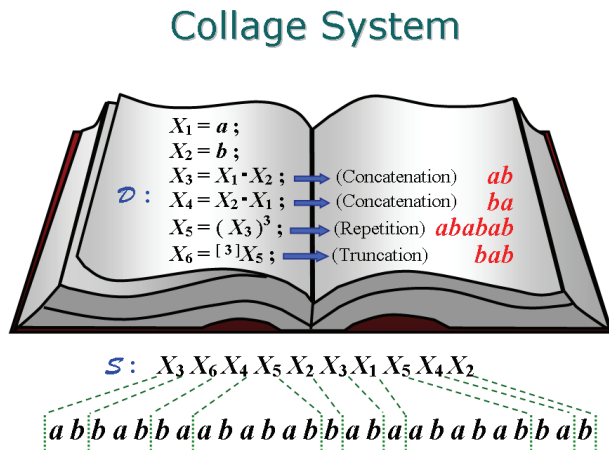 Collage System
X₁ = a ;
X₂ = b ;
X₃ = X₁ · X₂ ; (Concatenation) ab
𝒟 : X₄ = X₂ · X₁ ; (Concatenation) ba
X₅ = ( X₃ )³ ; (Repetition) ababab
X₆ = [³]X₅ ; (Truncation) bab
𝒮 : X₃ X₆ X₄ X₅ X₂ X₃ X₁ X₅ X₄ X₂
a b b a b b a a b a b a b b a b a a b a b a b b a b